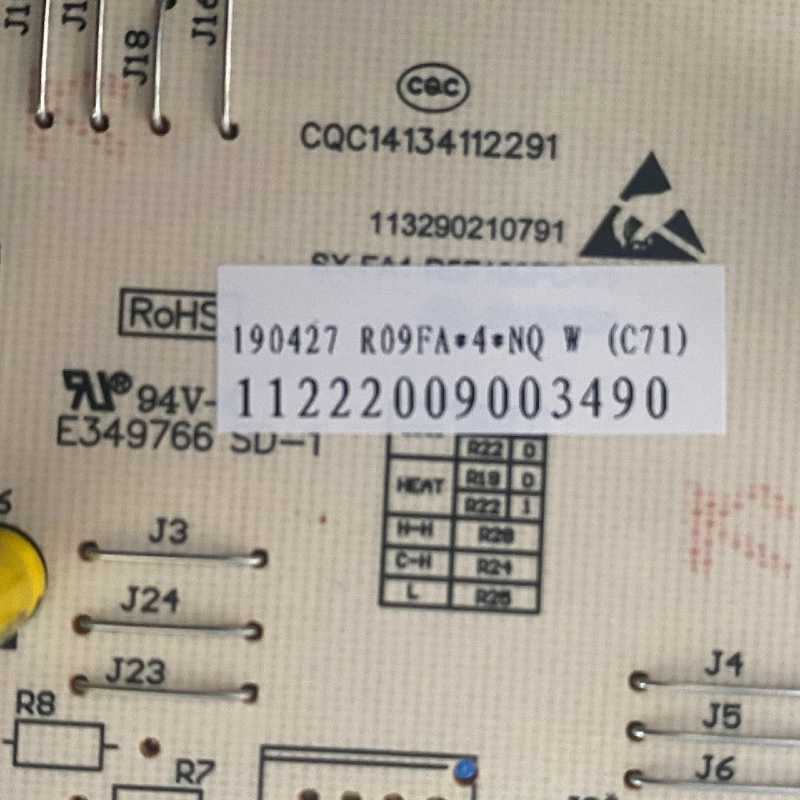 J18
CQC
CQC14134112291
113290210791
RoHS
190427 R09FA*4*NQ W (C71)
11222009003490
94V-
E349766 SD-1
R22 0
HEAT R19 0
R22 1
H-H R26
C-H R24
L R25
J3
J24
J23
R8
R7
J4
J5
J6